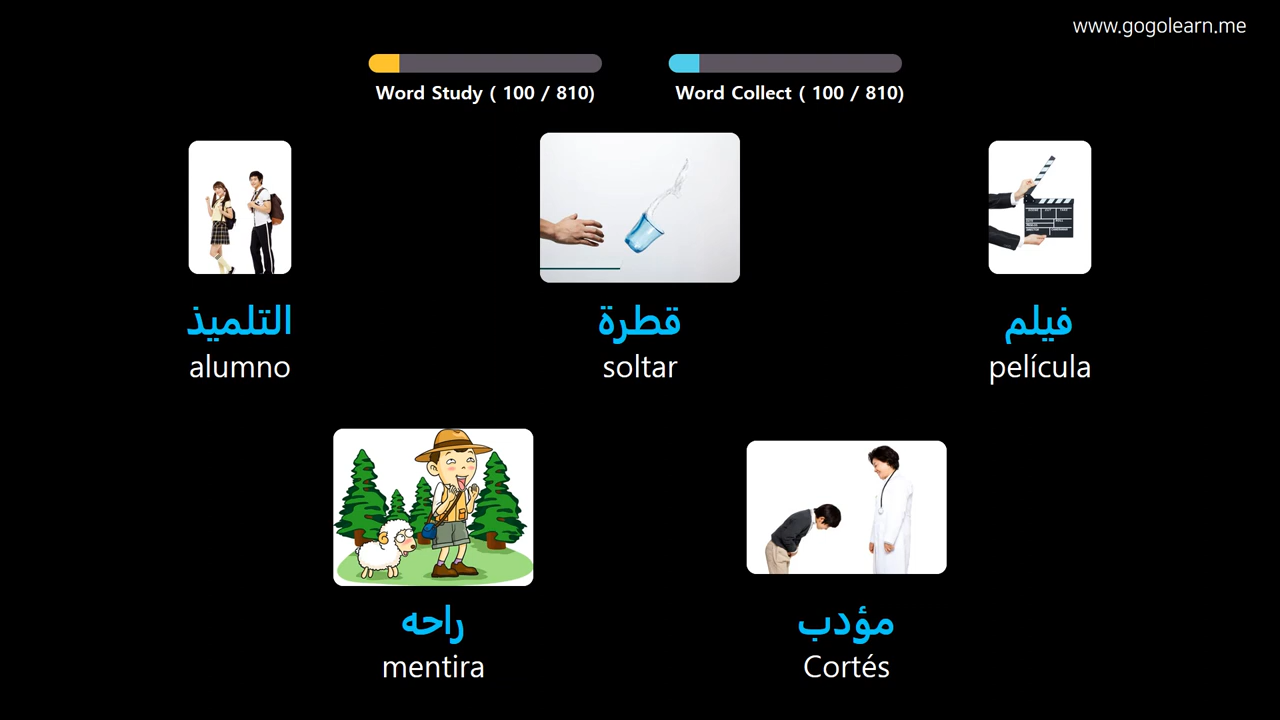 www.gogolearn.me
Word Study ( 100 / 810)
Word Collect ( 100 / 810)
التلميذ
alumno
قطرة
soltar
فيلم
película
راحه
mentira
مؤدب
Cortés